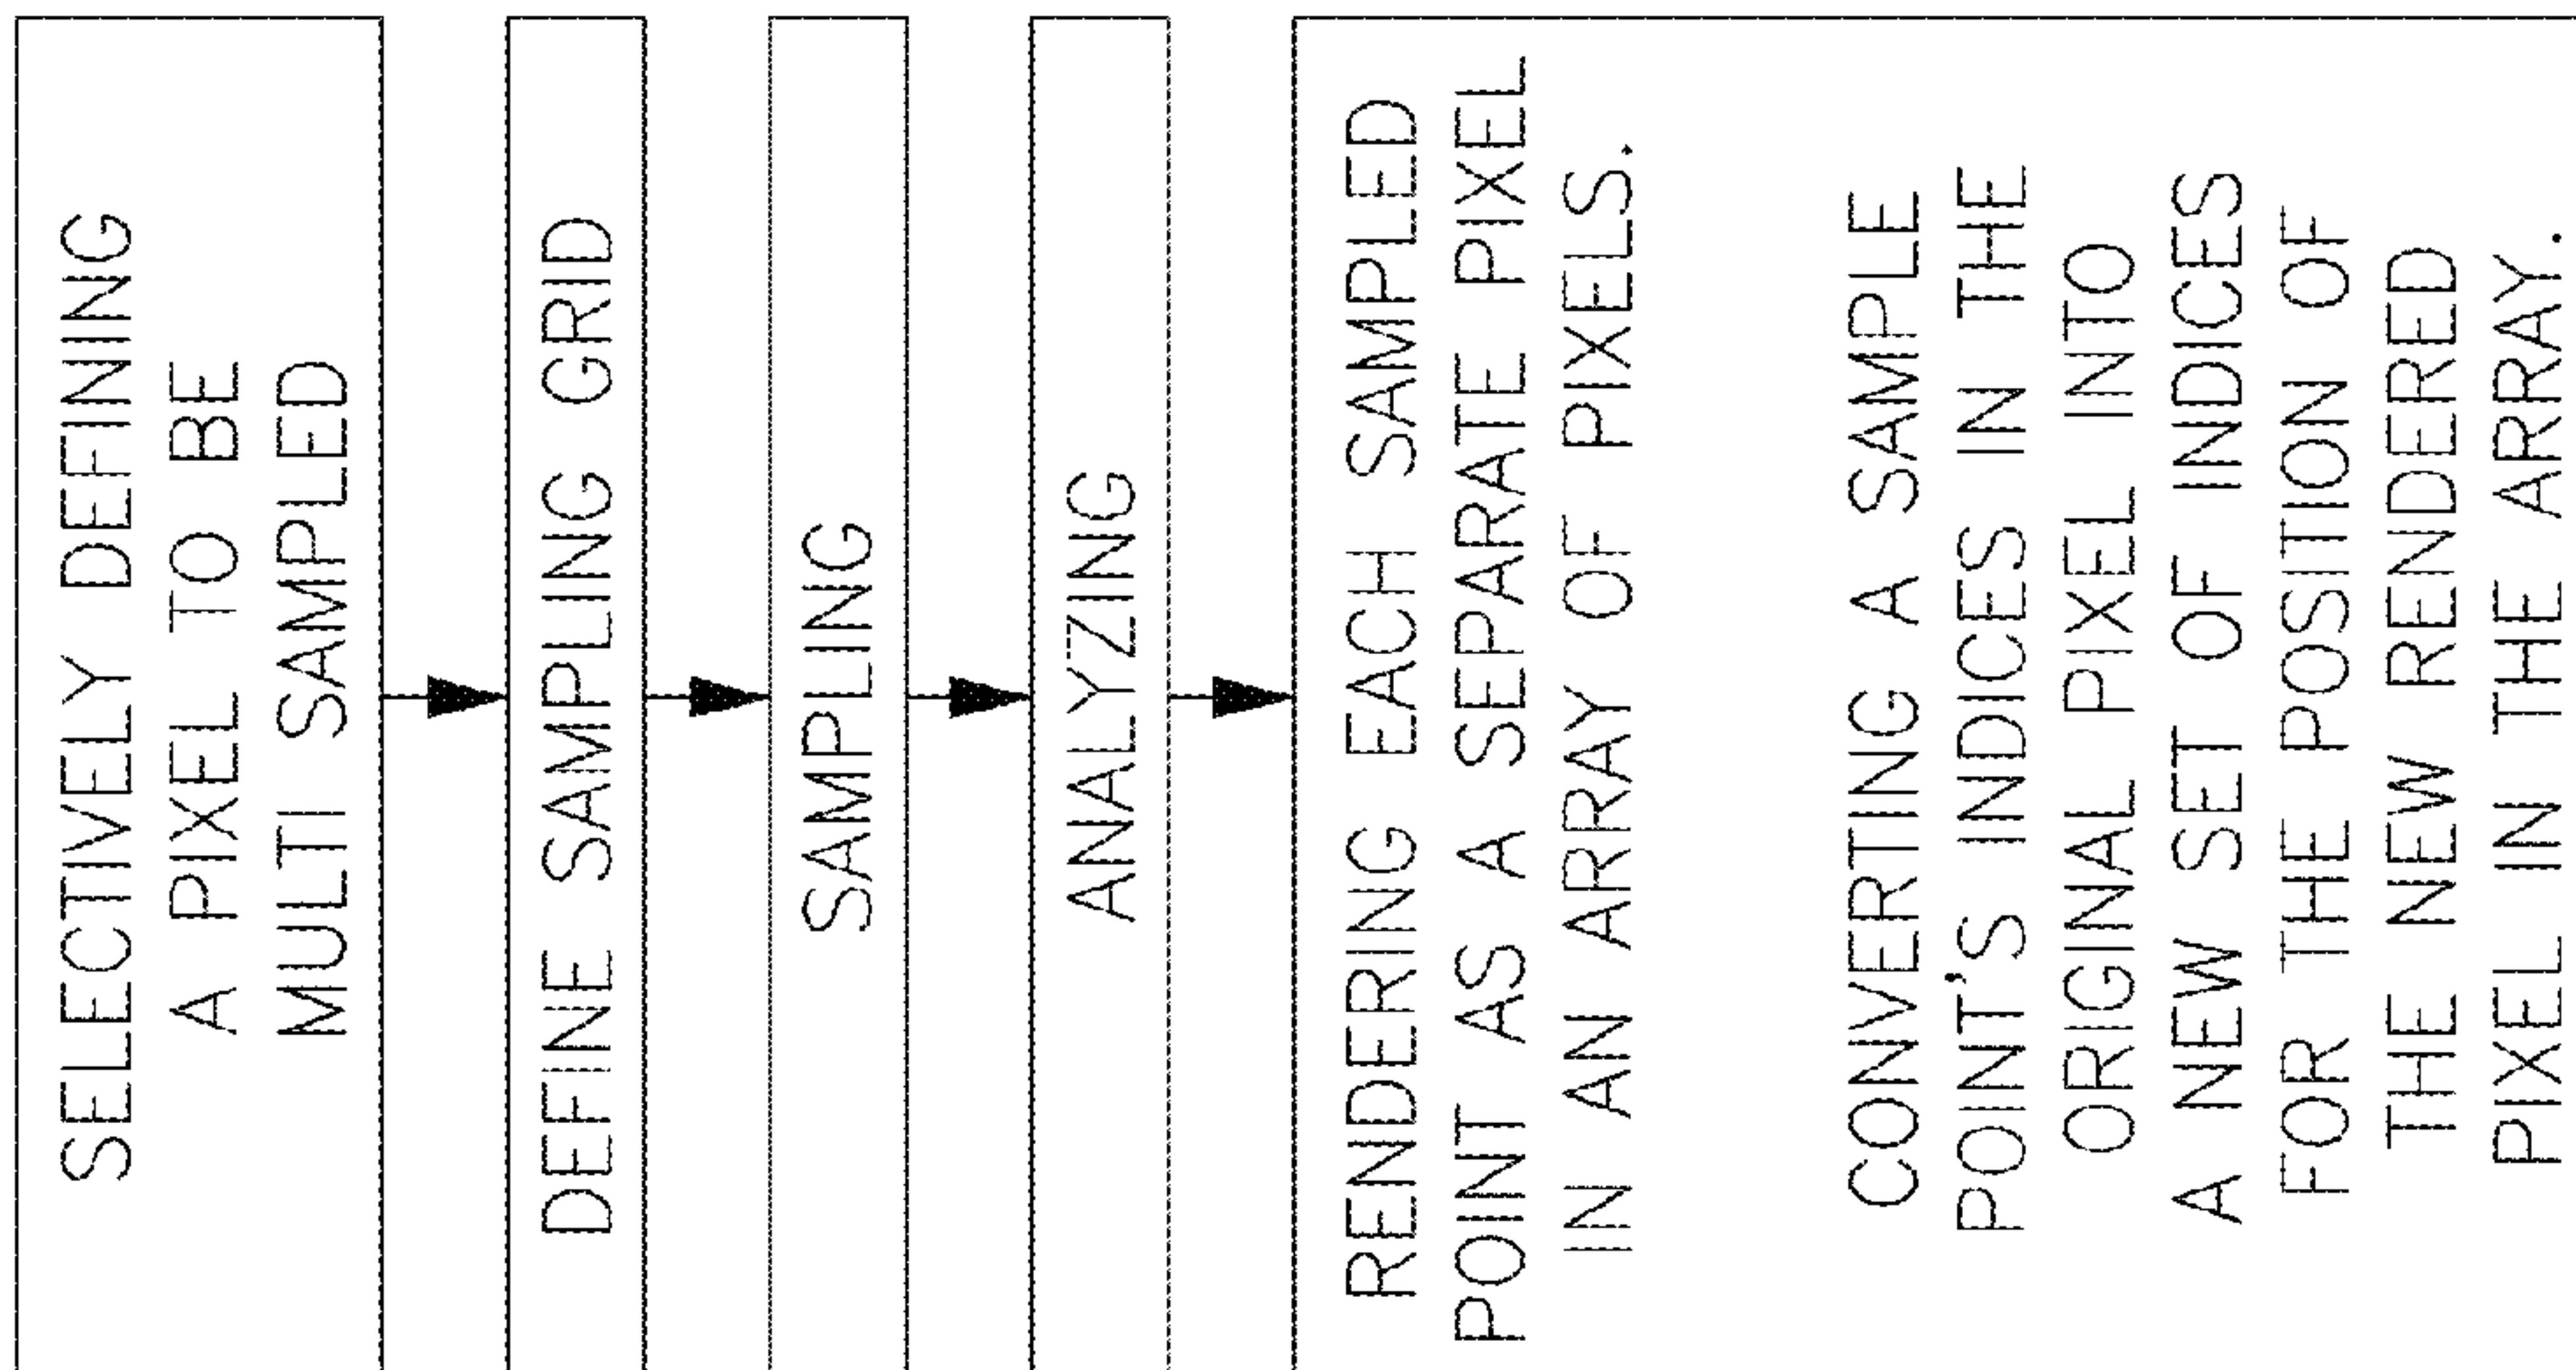 SELECTIVELY DEFINING
A PIXEL TO BE
MULTI SAMPLED
DEFINE SAMPLING GRID
SAMPLING
ANALYZING
RENDERING EACH SAMPLED
POINT AS A SEPARATE PIXEL
IN AN ARRAY OF PIXELS.
CONVERTING A SAMPLE
POINT'S INDICES IN THE
ORIGINAL PIXEL INTO
A NEW SET OF INDICES
FOR THE POSITION OF
THE NEW RENDERED
PIXEL IN THE ARRAY.